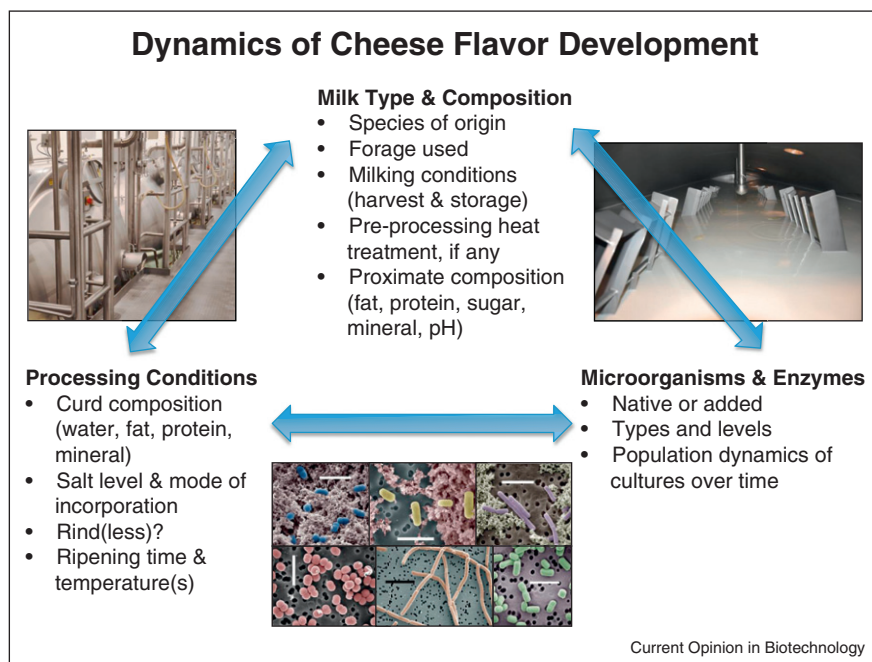 Dynamics of Cheese Flavor Development
Milk Type & Composition
• Species of origin
• Forage used
• Milking conditions
(harvest & storage)
• Pre-processing heat
treatment, if any
• Proximate composition
(fat, protein, sugar,
mineral, pH)
Processing Conditions
• Curd composition
(water, fat, protein,
mineral)
• Salt level & mode of
incorporation
• Rind(less)?
• Ripening time &
temperature(s)
Microorganisms & Enzymes
• Native or added
• Types and levels
• Population dynamics of
cultures over time
Current Opinion in Biotechnology